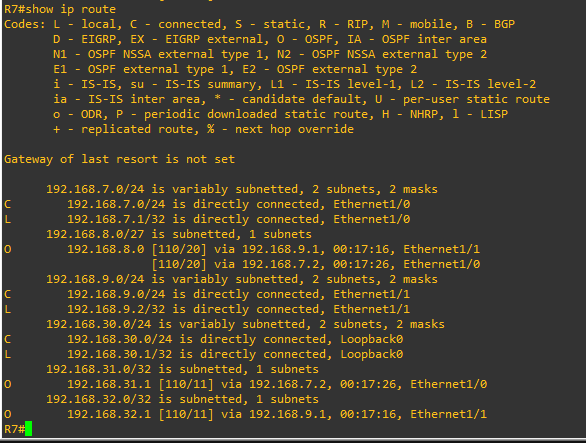 R7#show ip route
Codes: L - local, C - connected, S - static, R - RIP, M - mobile, B - BGP
       D - EIGRP, EX - EIGRP external, O - OSPF, IA - OSPF inter area
       N1 - OSPF NSSA external type 1, N2 - OSPF NSSA external type 2
       E1 - OSPF external type 1, E2 - OSPF external type 2
       i - IS-IS, su - IS-IS summary, L1 - IS-IS level-1, L2 - IS-IS level-2
       ia - IS-IS inter area, * - candidate default, U - per-user static route
       o - ODR, P - periodic downloaded static route, H - NHRP, l - LISP
       + - replicated route, % - next hop override

Gateway of last resort is not set

      192.168.7.0/24 is variably subnetted, 2 subnets, 2 masks
C        192.168.7.0/24 is directly connected, Ethernet1/0
L        192.168.7.1/32 is directly connected, Ethernet1/0
      192.168.8.0/27 is subnetted, 1 subnets
O        192.168.8.0 [110/20] via 192.168.9.1, 00:17:16, Ethernet1/1
                     [110/20] via 192.168.7.2, 00:17:26, Ethernet1/0
      192.168.9.0/24 is variably subnetted, 2 subnets, 2 masks
C        192.168.9.0/24 is directly connected, Ethernet1/1
L        192.168.9.2/32 is directly connected, Ethernet1/1
      192.168.30.0/24 is variably subnetted, 2 subnets, 2 masks
C        192.168.30.0/24 is directly connected, Loopback0
L        192.168.30.1/32 is directly connected, Loopback0
      192.168.31.0/32 is subnetted, 1 subnets
O        192.168.31.1 [110/11] via 192.168.7.2, 00:17:26, Ethernet1/0
      192.168.32.0/32 is subnetted, 1 subnets
O        192.168.32.1 [110/11] via 192.168.9.1, 00:17:16, Ethernet1/1
R7#